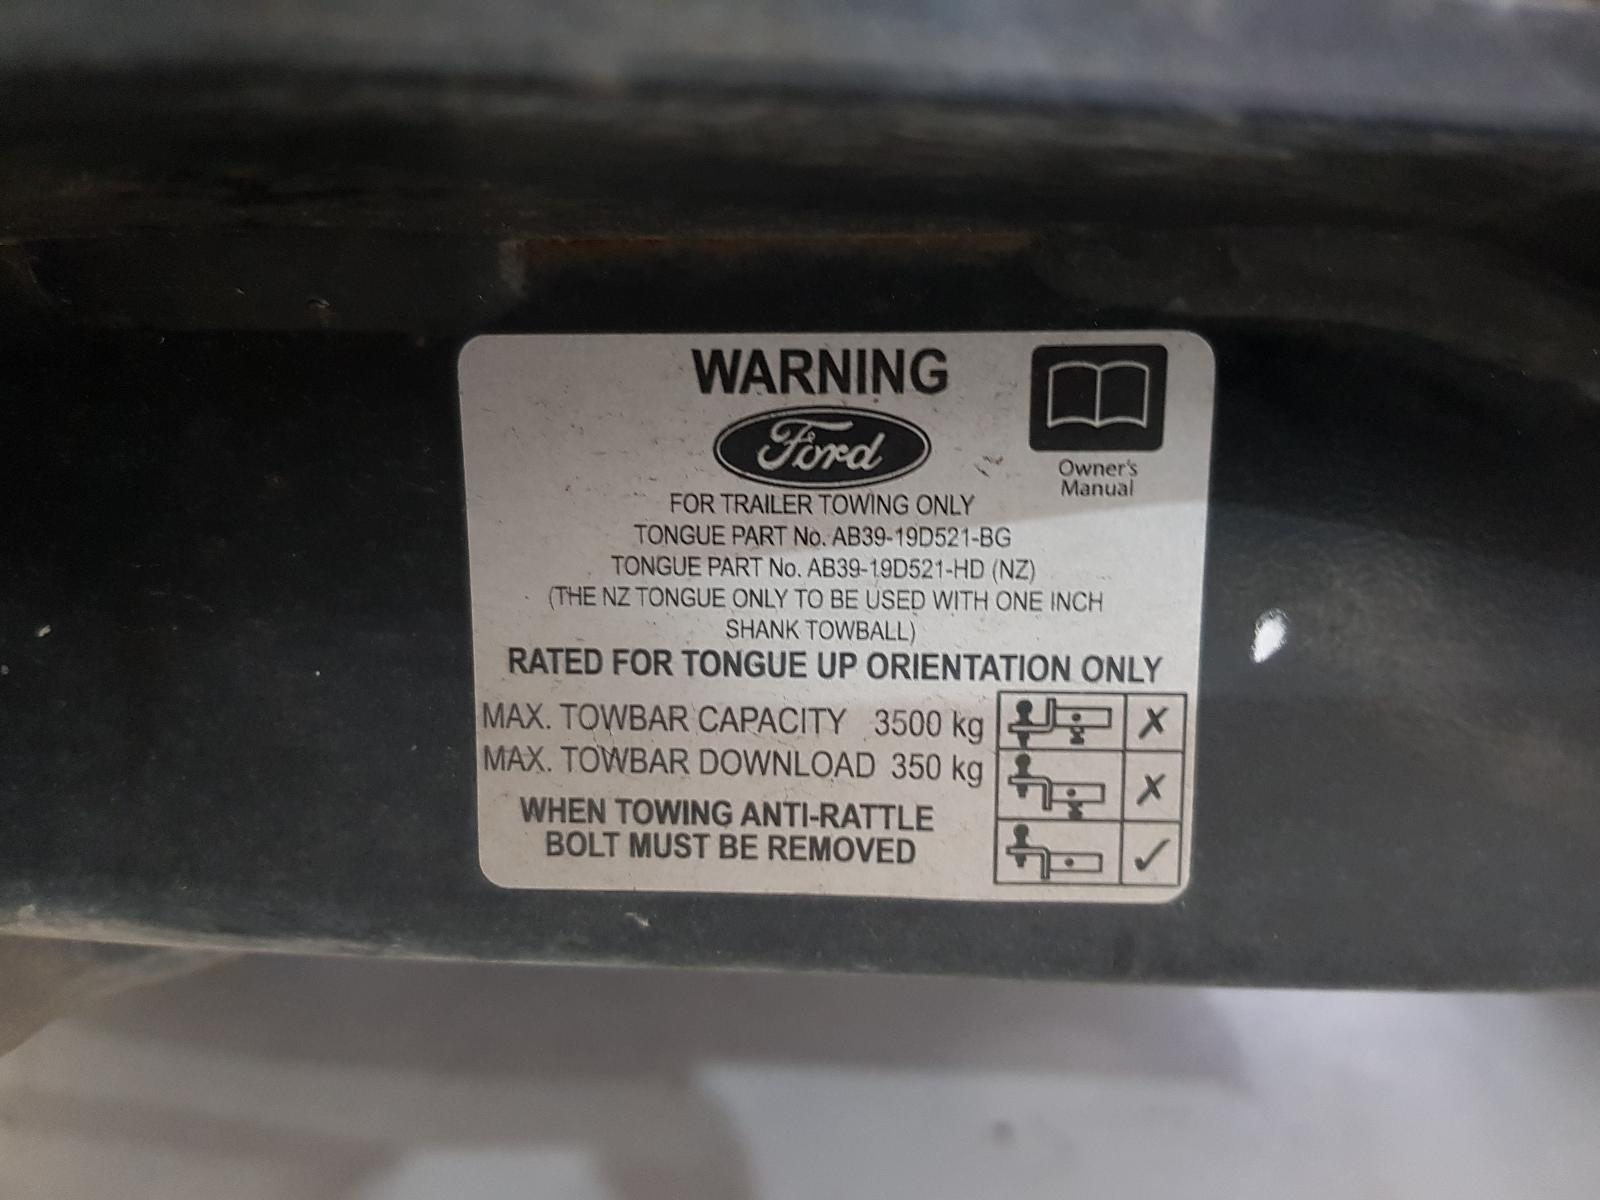 WARNING
Ford
Owner's
Manual
FOR TRAILER TOWING ONLY
TONGUE PART No. AB39-19D521-BG
TONGUE PART No. AB39-19D521-HD (NZ)
(THE NZ TONGUE ONLY TO BE USED WITH ONE INCH
SHANK TOWBALL)
RATED FOR TONGUE UP ORIENTATION ONLY
MAX. TOWBAR CAPACITY 3500 kg
MAX. TOWBAR DOWNLOAD 350 kg
WHEN TOWING ANTI-RATTLE
BOLT MUST BE REMOVED